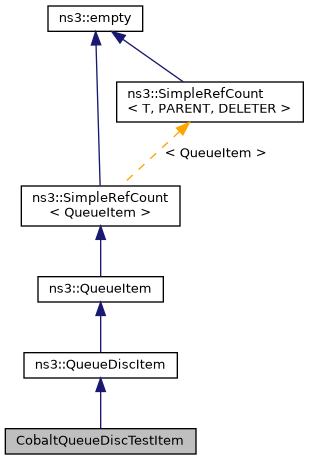 ns3::empty
ns3::SimpleRefCount
< T, PARENT, DELETER >
< QueueItem >
ns3::SimpleRefCount
< QueueItem >
ns3::QueueItem
ns3::QueueDiscItem
CobaltQueueDiscTestItem